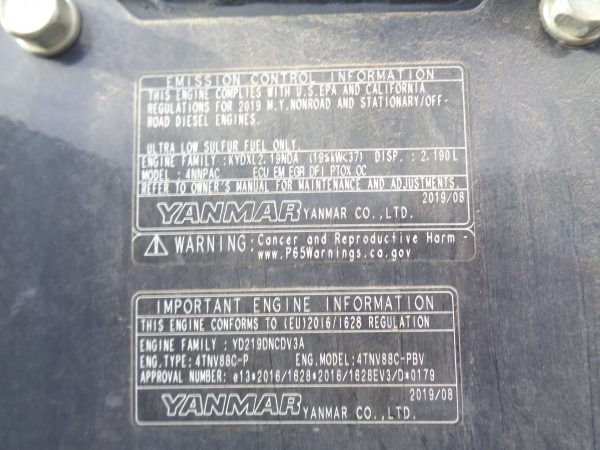 EMISSION CONTROL INFORMATION
THIS ENGINE COMPLIES WITH U.S.EPA AND CALIFORNIA
REGULATIONS FOR 2019 M.Y.NONROAD AND STATIONARY/OFF-
ROAD DIESEL ENGINES.
ULTRA LOW SULFUR FUEL ONLY.
ENGINE FAMILY : KYDXL2.19NDA (19≤kW<37) DISP. : 2.190L
MODEL : 4NNPAC ECU EM EGR DFI PTOX OC
REFER TO OWNER'S MANUAL FOR MAINTENANCE AND ADJUSTMENTS
2019/08
YANMAR YANMAR CO.,LTD.
WARNING: Cancer and Reproductive Harm -
www.P65Warnings.ca.gov
IMPORTANT ENGINE INFORMATION
THIS ENGINE CONFORMS TO (EU)2016/1628 REGULATION
ENGINE FAMILY : YD219DNCDV3A
ENG.TYPE: 4TNV88C-P ENG.MODEL: 4TNV88C-PBV
APPROVAL NUMBER: e13*2016/1628*2016/1628EV3/D*0179
2019/08
YANMAR YANMAR CO.,LTD.